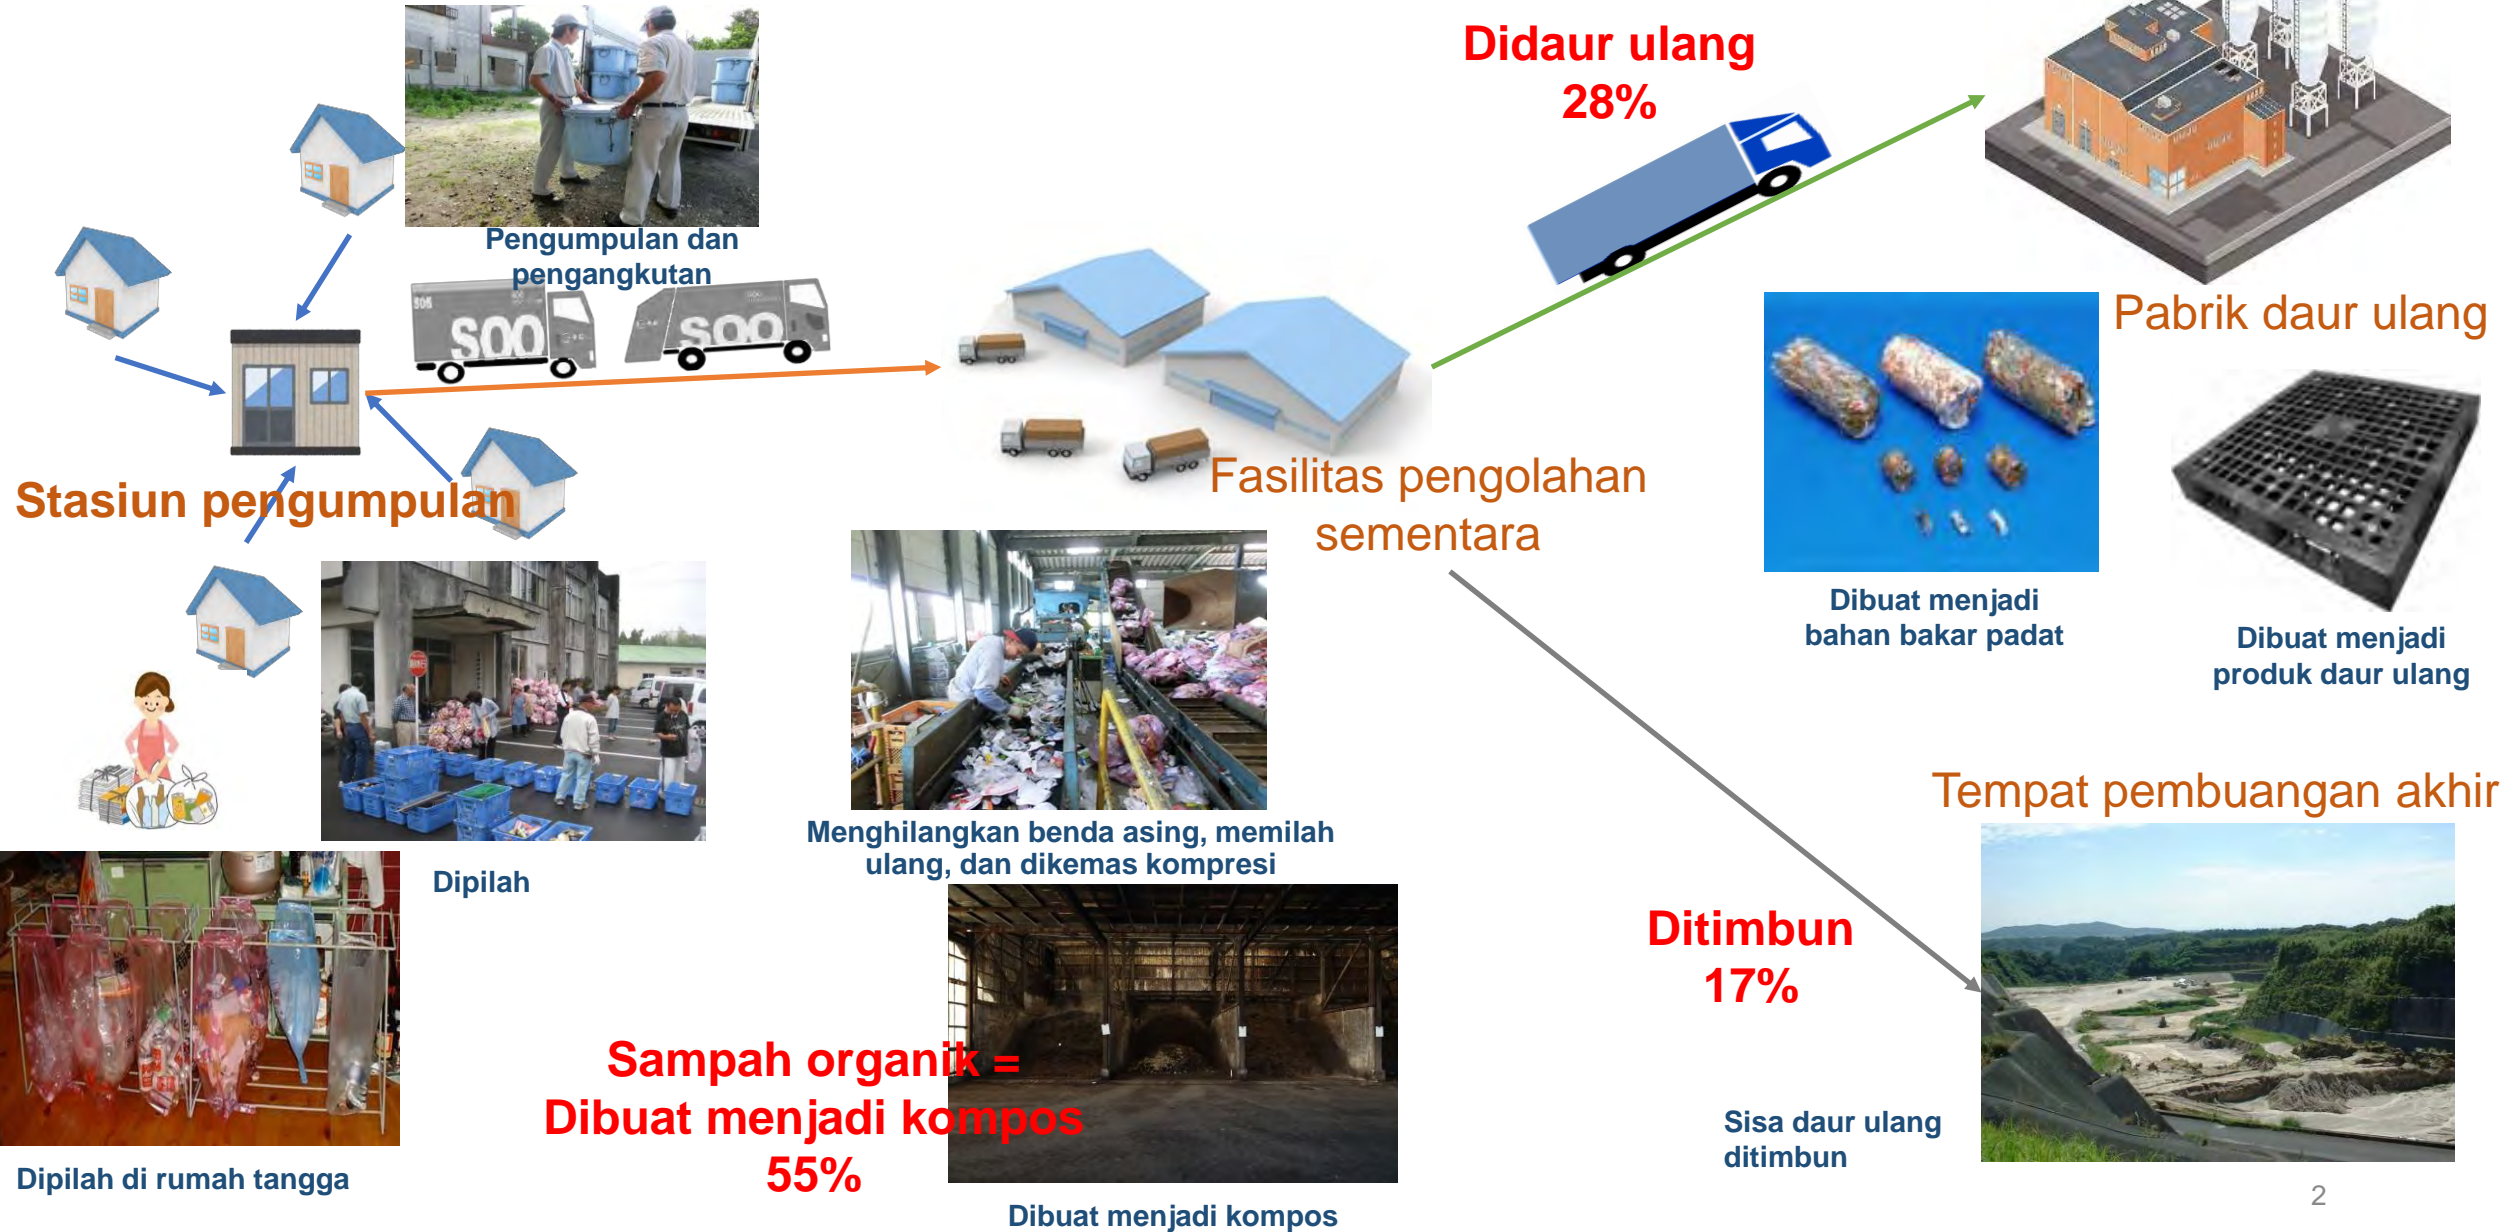 Didaur ulang
28%
Pengumpulan dan
pengangkutan
SOO
SOO
Pabrik daur ulang
Stasiun pengumpulan
Fasilitas pengolahan
sementara
Dibuat menjadi
bahan bakar padat
Dibuat menjadi
produk daur ulang
Tempat pembuangan akhir
Menghilangkan benda asing, memilah
ulang, dan dikemas kompresi
Dipilah
Ditimbun
17%
Sampah organik =
Dibuat menjadi kompos
55%
Sisa daur ulang
ditimbun
Dipilah di rumah tangga
Dibuat menjadi kompos
2